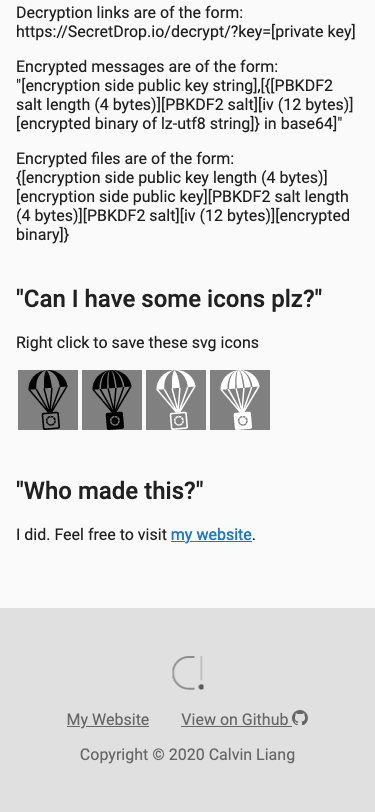 Decryption links are of the form:
https://SecretDrop.io/decrypt/?key=[private key]
Encrypted messages are of the form:
"[encryption side public key string],[{[PBKDF2
salt length (4 bytes)][PBKDF2 salt][iv (12 bytes)]
[encrypted binary of lz-utf8 string]} in base64]"
Encrypted files are of the form:
{[encryption side public key length (4 bytes)]
[encryption side public key][PBKDF2 salt length
(4 bytes)][PBKDF2 salt][iv (12 bytes)][encrypted
binary]}
"Can I have some icons plz?"
Right click to save these svg icons
"Who made this?"
I did. Feel free to visit my website.
My Website View on Github
Copyright © 2020 Calvin Liang